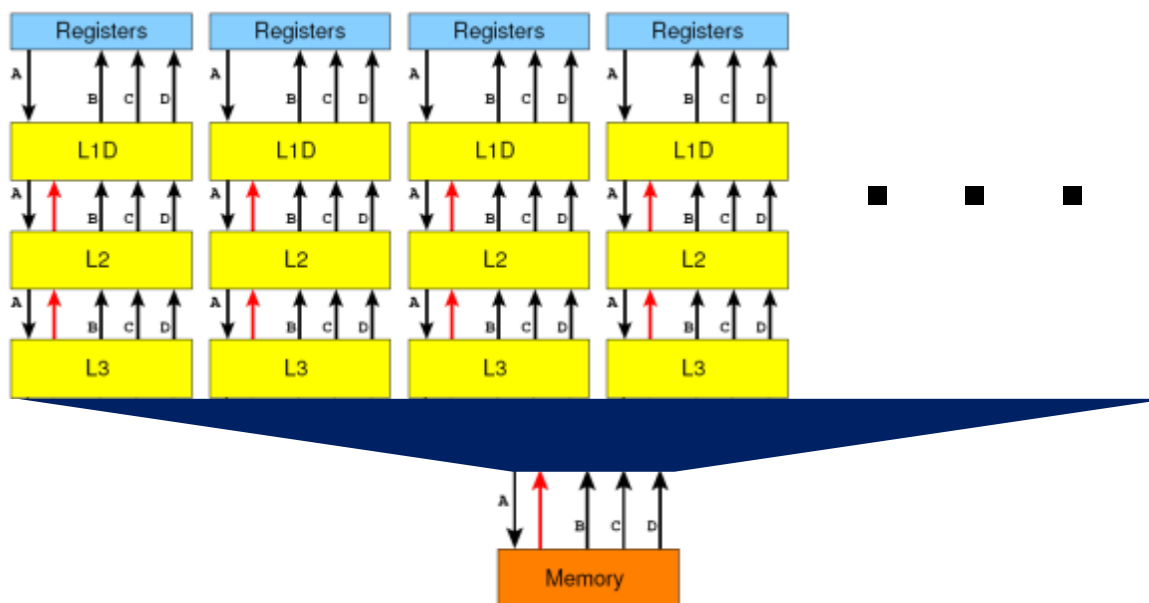 Registers Registers Registers Registers
A B C D A B C D A B C D A B C D
L1D L1D L1D L1D
A B C D A B C D A B C D A B C D
L2 L2 L2 L2
A B C D A B C D A B C D A B C D
L3 L3 L3 L3
A B C D
Memory